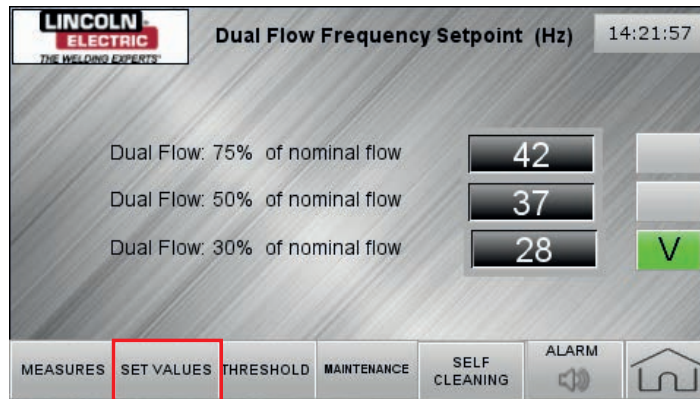 LINCOLN
ELECTRIC
THE WELDING EXPERTS®
Dual Flow Frequency Setpoint (Hz)
14:21:57
Dual Flow: 75% of nominal flow 42
Dual Flow: 50% of nominal flow 37
Dual Flow: 30% of nominal flow 28 V
MEASURES SET VALUES THRESHOLD MAINTENANCE SELF CLEANING ALARM